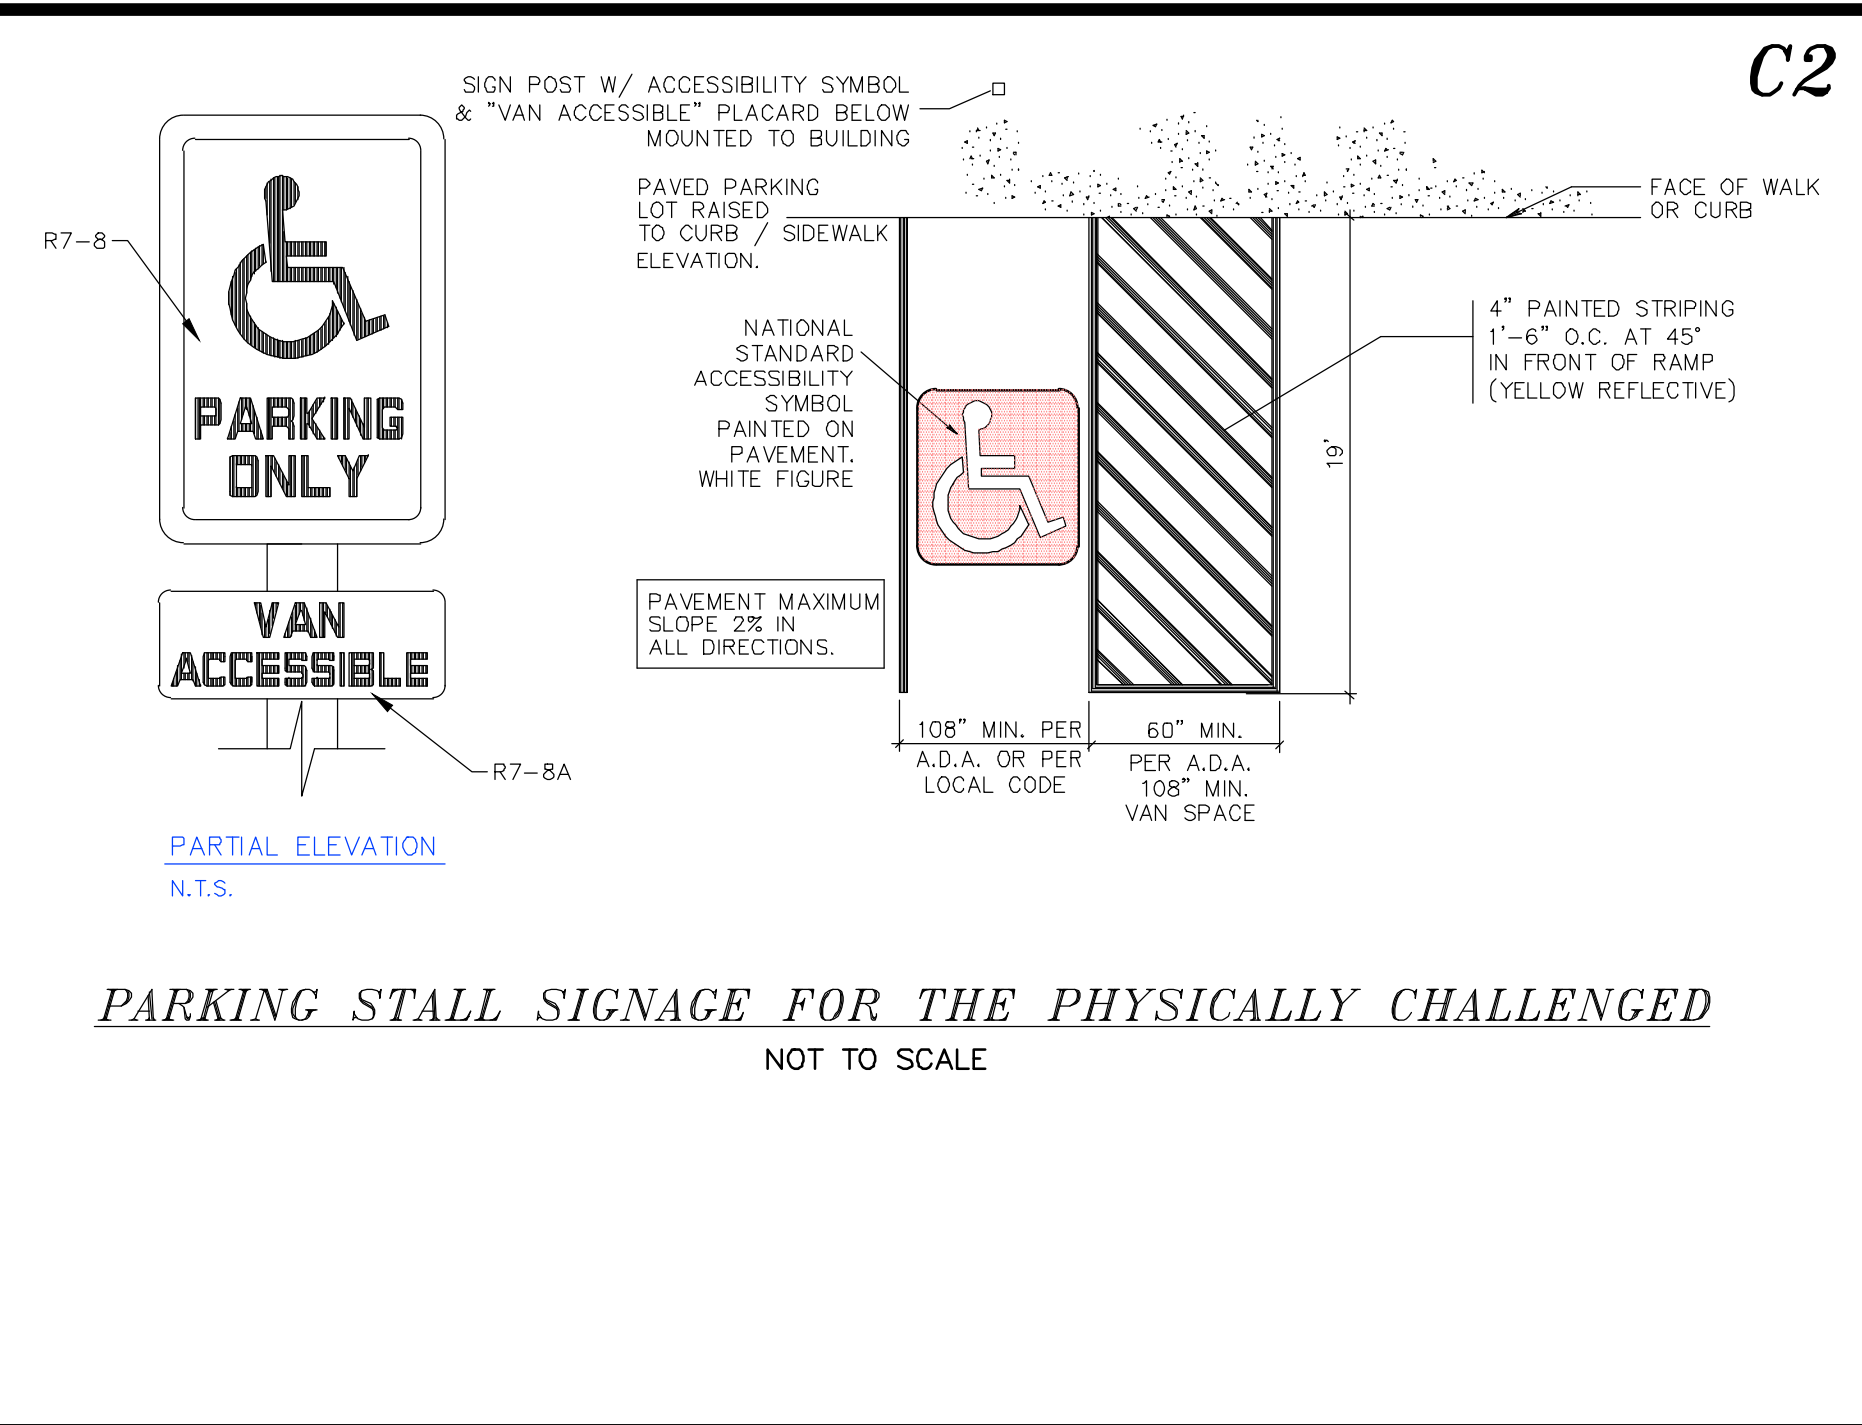 C2
SIGN POST W/ ACCESSIBILITY SYMBOL
& "VAN ACCESSIBLE" PLACARD BELOW
MOUNTED TO BUILDING
PAVED PARKING
LOT RAISED
TO CURB / SIDEWALK
ELEVATION.
FACE OF WALK
OR CURB
R7-8
PARKING
ONLY
VAN
ACCESSIBLE
R7-8A
PARTIAL ELEVATION
N.T.S.
NATIONAL
STANDARD
ACCESSIBILITY
SYMBOL
PAINTED ON
PAVEMENT.
WHITE FIGURE
4" PAINTED STRIPING
1'-6" O.C. AT 45°
IN FRONT OF RAMP
(YELLOW REFLECTIVE)
19'
PAVEMENT MAXIMUM
SLOPE 2% IN
ALL DIRECTIONS.
108" MIN. PER
A.D.A. OR PER
LOCAL CODE
60" MIN.
PER A.D.A.
108" MIN.
VAN SPACE
PARKING STALL SIGNAGE FOR THE PHYSICALLY CHALLENGED
NOT TO SCALE